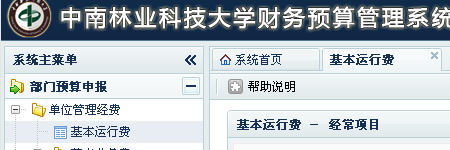 中南林业科技大学财务预算管理系统
系统主菜单
系统首页
基本运行费
部门预算申报
帮助说明
单位管理经费
基本运行费
基本运行费 — 经常项目